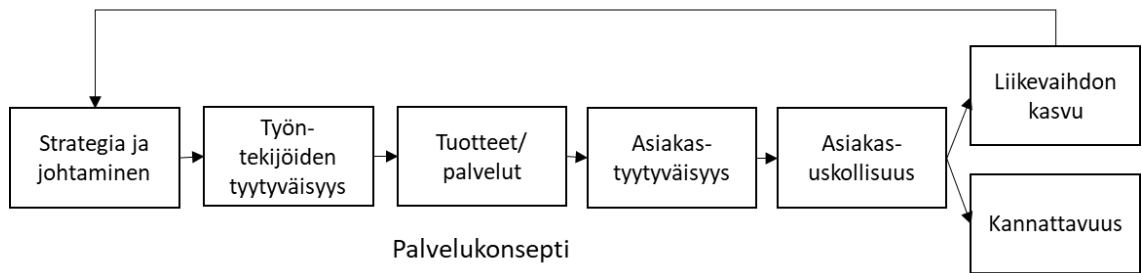 Strategia ja
johtaminen
Työn-
tekijöiden
tyytyväisyys
Tuotteet/
palvelut
Asiakas-
tyytyväisyys
Asiakas-
uskollisuus
Liikevaihdon
kasvu
Kannattavuus
Palvelukonsepti